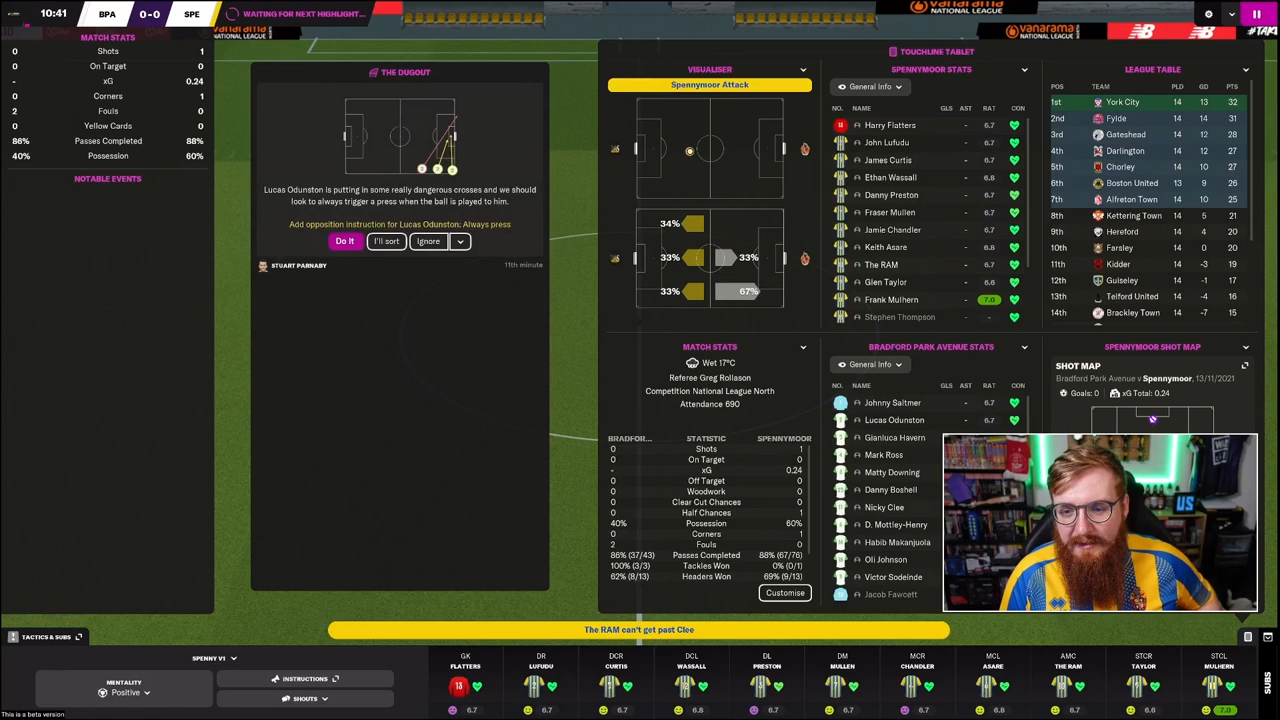 10:41 BPA 0-0 SPE WAITING FOR NEXT HIGHLIGHT...
vanarama
NATIONAL LEAGUE
vanarama
NATIONAL LEAGUE
vanarama
NATIONAL LEAGUE
MATCH STATS
0 Shots 1
0 On Target 0
- xG 0.24
0 Corners 1
2 Fouls 0
0 Yellow Cards 0
86% Passes Completed 88%
40% Possession 60%
NOTABLE EVENTS
THE DUGOUT
Lucas Odunston is putting in some really dangerous crosses and we should
look to always trigger a press when the ball is played to him.
Add opposition instruction for Lucas Odunston: Always press
Do It I'll sort Ignore
STUART PARNABY 11th minute
TOUCHLINE TABLET
VISUALISER
Spennymoor Attack
34%
33% 33%
33% 67%
SPENNYMOOR STATS
General Info
NO. NAME GLS AST RAT CON
13 Harry Flatters - - 6.7
John Lufudu - - 6.7
James Curtis - - 6.7
Ethan Wassall - - 6.8
Danny Preston - - 6.7
Fraser Mullen - - 6.7
Jamie Chandler - - 6.7
Keith Asare - - 6.8
The RAM - - 6.7
Glen Taylor - - 6.6
Frank Mulhern - - 7.0
Stephen Thompson - - -
LEAGUE TABLE
POS TEAM PLD GD PTS
1st York City 14 13 32
2nd Fylde 14 14 31
3rd Gateshead 14 12 28
4th Darlington 14 12 27
5th Chorley 14 10 27
6th Boston United 13 9 26
7th Alfreton Town 14 10 25
8th Kettering Town 14 5 21
9th Hereford 14 4 20
10th Farsley 14 0 20
11th Kidder 14 -3 19
12th Guiseley 14 -1 17
13th Telford United 14 -4 16
14th Brackley Town 14 -7 15
MATCH STATS
Wet 17°C
Referee Greg Rollason
Competition National League North
Attendance 690
BRADFOR... STATISTIC SPENNYMOOR
0 Shots 1
0 On Target 0
- xG 0.24
0 Off Target 0
0 Woodwork 0
0 Clear Cut Chances 0
0 Half Chances 1
40% Possession 60%
0 Corners 1
2 Fouls 0
86% (37/43) Passes Completed 88% (67/76)
100% (3/3) Tackles Won 0% (0/1)
62% (8/13) Headers Won 69% (9/13)
Customise
BRADFORD PARK AVENUE STATS
General Info
NO. NAME GLS AST RAT CON
Johnny Saltmer - - 6.7
Lucas Odunston - - 6.7
Gianluca Havern
Mark Ross
Matty Downing
Danny Boshell
Nicky Clee
D. Mottley-Henry
Habib Makanjuola
Oli Johnson
Victor Sodeinde
Jacob Fawcett
SPENNYMOOR SHOT MAP
SHOT MAP
Bradford Park Avenue v Spennymoor, 13/11/2021
Goals: 0 xG Total: 0.24
US
The RAM can't get past Clee
TACTICS & SUBS
SPENNY V1
MENTALITY
Positive
INSTRUCTIONS
SHOUTS
GK DR DCR DCL DL DM MCR MCL AMC STCR STCL
FLATTERS LUFUDU CURTIS WASSALL PRESTON MULLEN CHANDLER ASARE THE RAM TAYLOR MULHERN
13
6.7 6.7 6.7 6.8 6.7 6.7 6.7 6.8 6.7 6.6 7.0
SUBS
This is a beta version